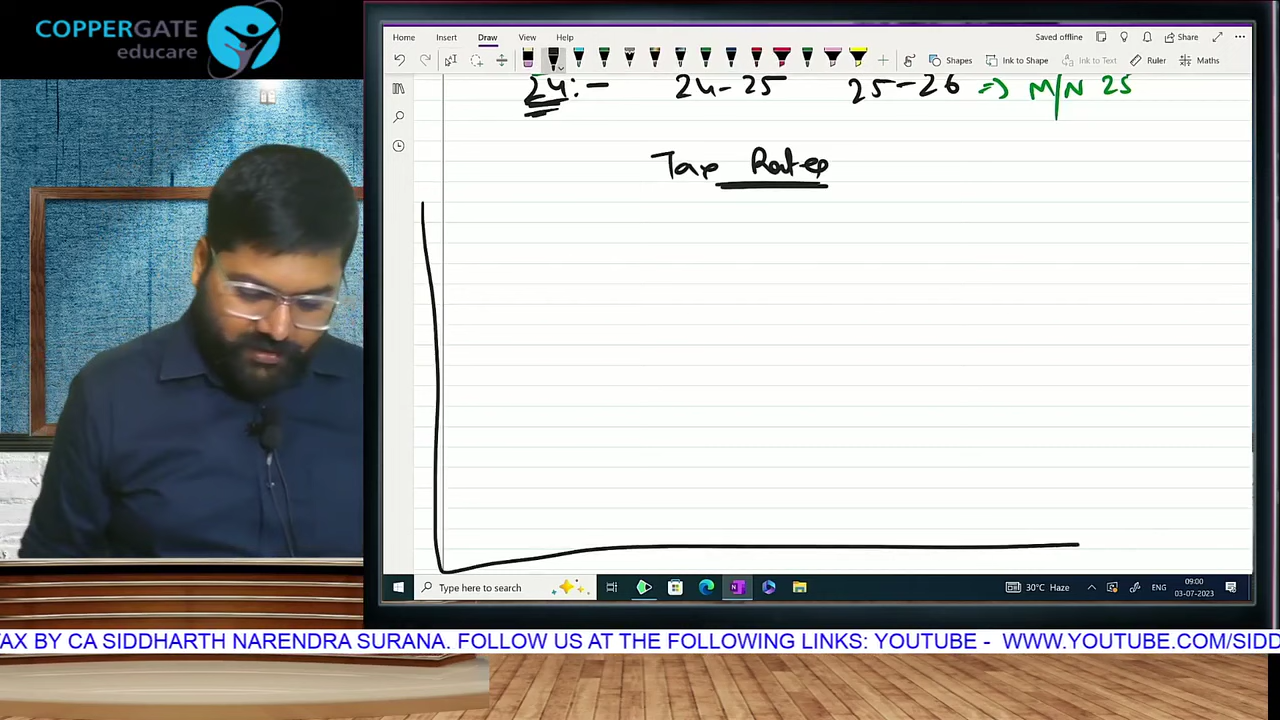 COPPERGATE
educare
Home Insert Draw View Help
Saved offline
Share
Shapes
Ink to Shape
Ink to Text
Ruler
Maths
24:- 24-25 25-26 => M/N 25
Tax Rates
Type here to search
30°C Haze
ENG
09:00
03-07-2023
TAX BY CA SIDDHARTH NARENDRA SURANA. FOLLOW US AT THE FOLLOWING LINKS: YOUTUBE - WWW.YOUTUBE.COM/SIDD